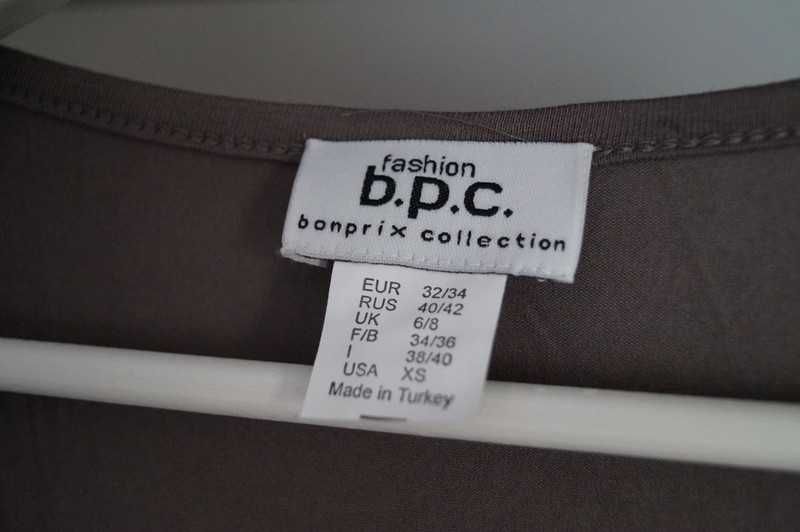 fashion
b.p.c.
bonprix collection
EUR 32/34
RUS 40/42
UK 6/8
F/B 34/36
I 38/40
USA XS
Made in Turkey